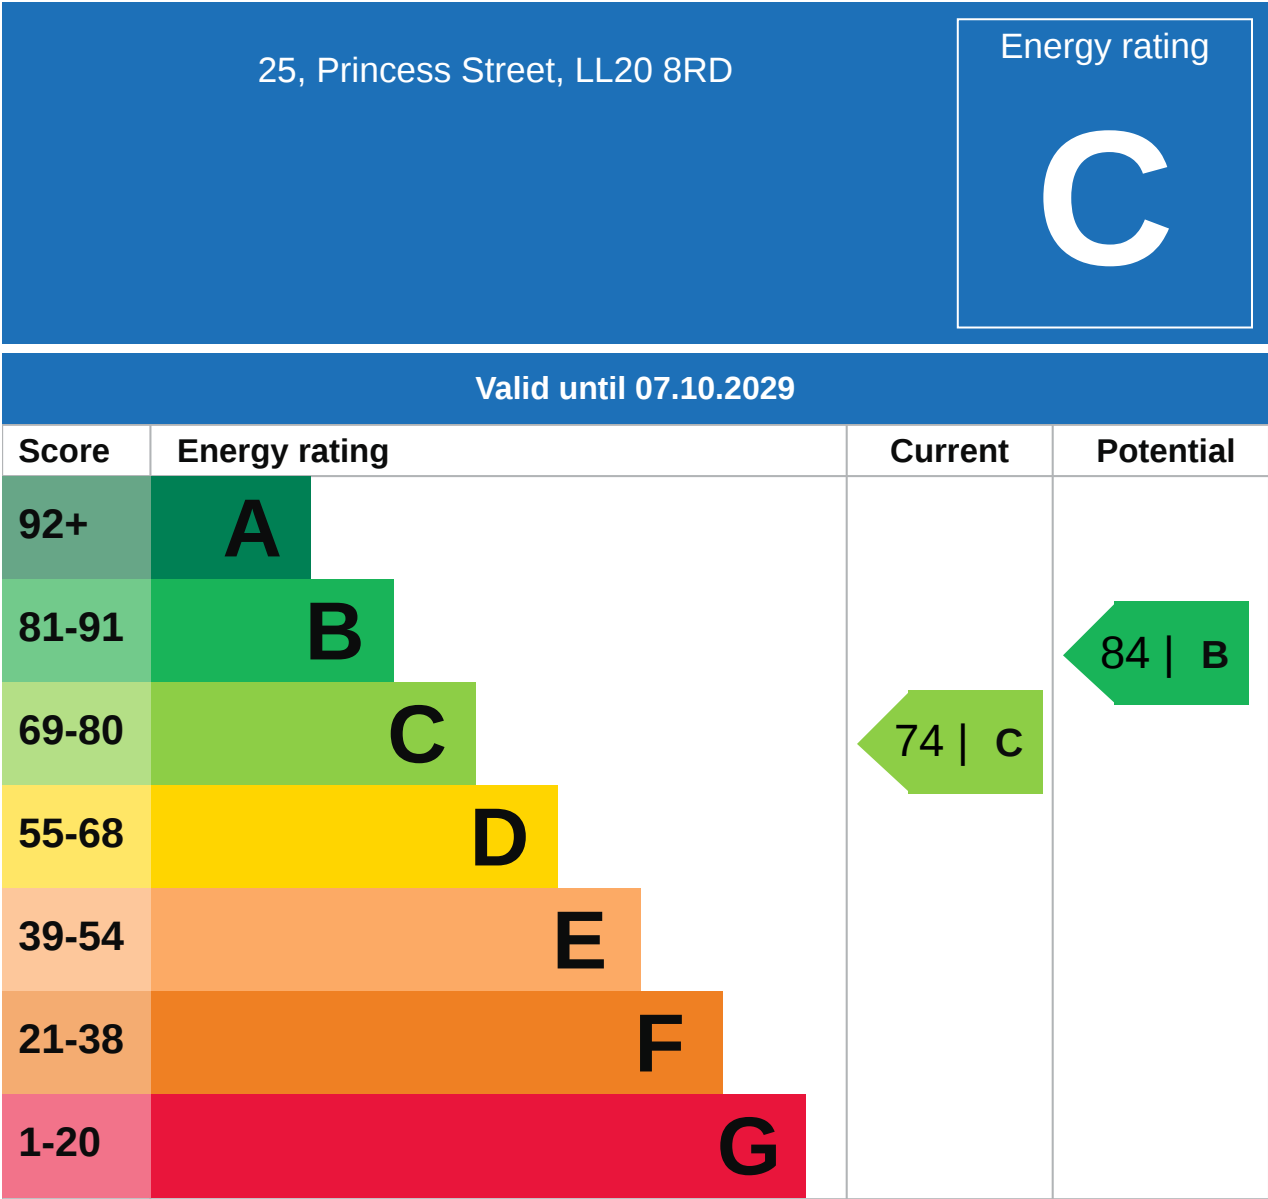 25, Princess Street, LL20 8RD
Energy rating
C
Valid until 07.10.2029
Score Energy rating Current Potential
92+ A
81-91 B 84 | B
69-80 C 74 | C
55-68 D
39-54 E
21-38 F
1-20 G